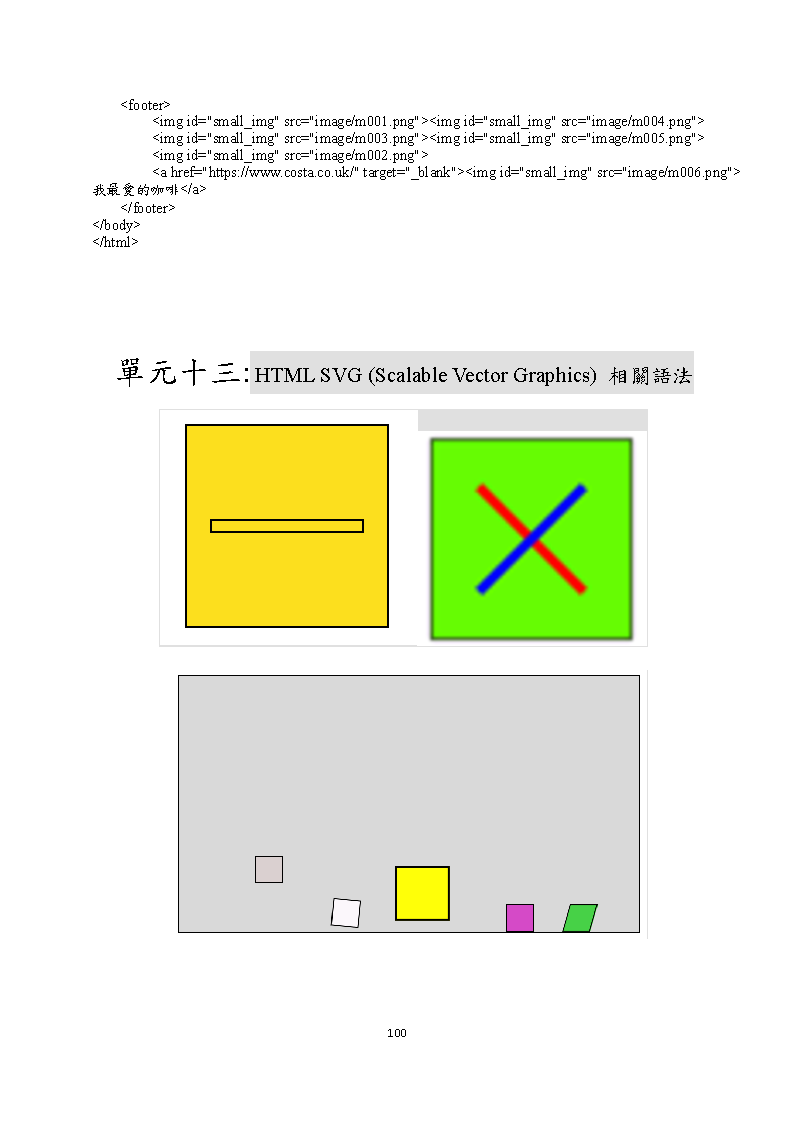 <footer>
<img id="small_img" src="image/m001.png"><img id="small_img" src="image/m004.png">
<img id="small_img" src="image/m003.png"><img id="small_img" src="image/m005.png">
<img id="small_img" src="image/m002.png">
<a href="https://www.costa.co.uk/" target="_blank"><img id="small_img" src="image/m006.png">
我最愛的咖啡</a>
</footer>
</body>
</html>
單元十三:HTML SVG (Scalable Vector Graphics) 相關語法
100